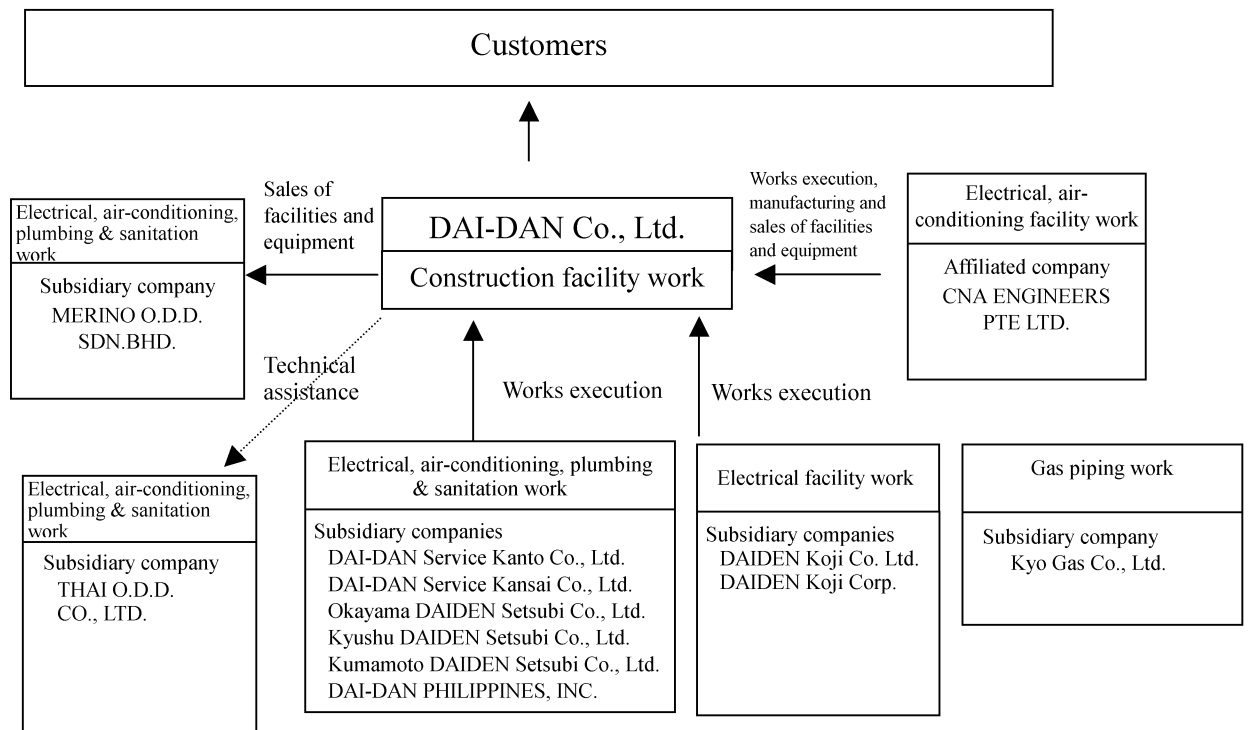 Customers
Sales of
facilities and
equipment
Works execution,
manufacturing and
sales of facilities
and equipment
Electrical, air-conditioning,
plumbing & sanitation
work
Subsidiary company
MERINO O.D.D.
SDN.BHD.
DAI-DAN Co., Ltd.
Construction facility work
Electrical, air-
conditioning facility work
Affiliated company
CNA ENGINEERS
PTE LTD.
Technical
assistance
Works execution
Works execution
Electrical, air-conditioning,
plumbing & sanitation
work
Subsidiary company
THAI O.D.D.
CO., LTD.
Electrical, air-conditioning, plumbing
& sanitation work
Subsidiary companies
DAI-DAN Service Kanto Co., Ltd.
DAI-DAN Service Kansai Co., Ltd.
Okayama DAIDEN Setsubi Co., Ltd.
Kyushu DAIDEN Setsubi Co., Ltd.
Kumamoto DAIDEN Setsubi Co., Ltd.
DAI-DAN PHILIPPINES, INC.
Electrical facility work
Subsidiary companies
DAIDEN Koji Co. Ltd.
DAIDEN Koji Corp.
Gas piping work
Subsidiary company
Kyo Gas Co., Ltd.